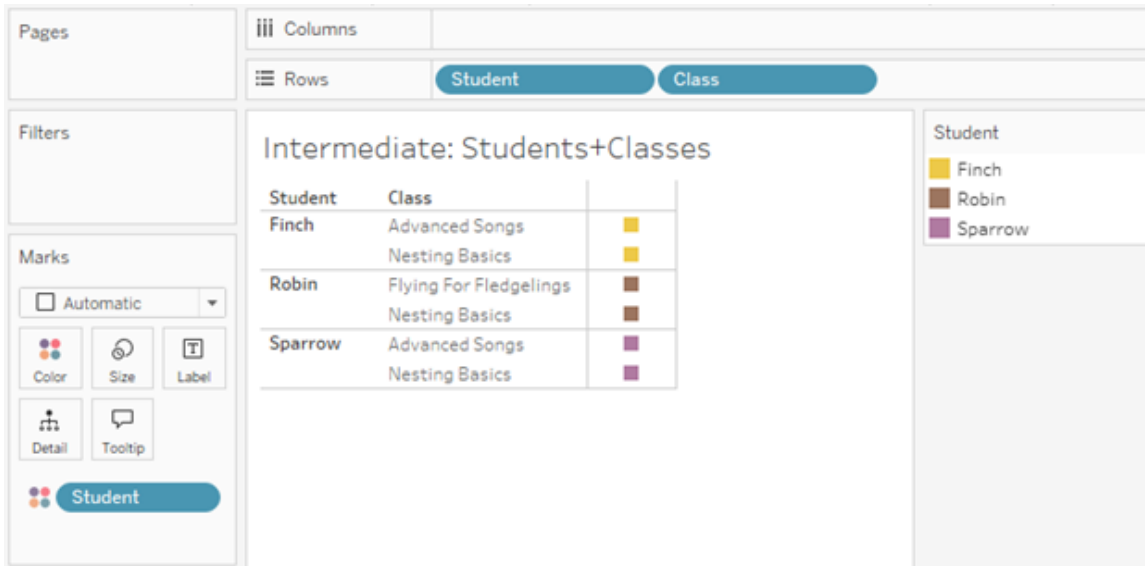 Pages
Columns
Rows Student Class
Filters
Intermediate: Students+Classes
Student Class
Finch Advanced Songs
Nesting Basics
Robin Flying For Fledgelings
Nesting Basics
Sparrow Advanced Songs
Nesting Basics
Marks
Automatic
Color Size T Label
Detail Tooltip
Student
Student
Finch
Robin
Sparrow